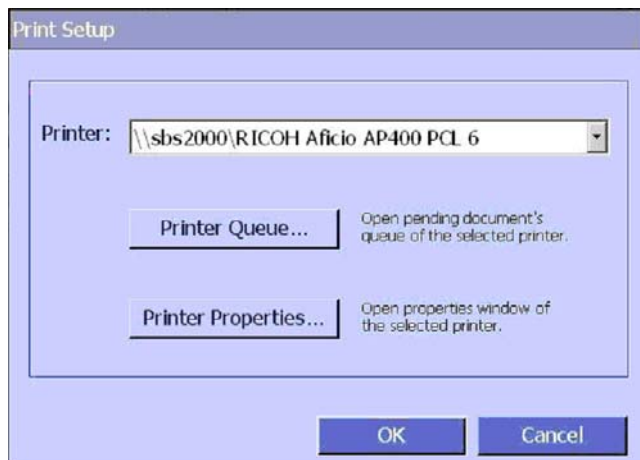 Print Setup
Printer:
\\sbs2000\RICOH Aficio AP400 PCL 6
Printer Queue...
Open pending document's
queue of the selected printer.
Printer Properties...
Open properties window of
the selected printer.
OK
Cancel